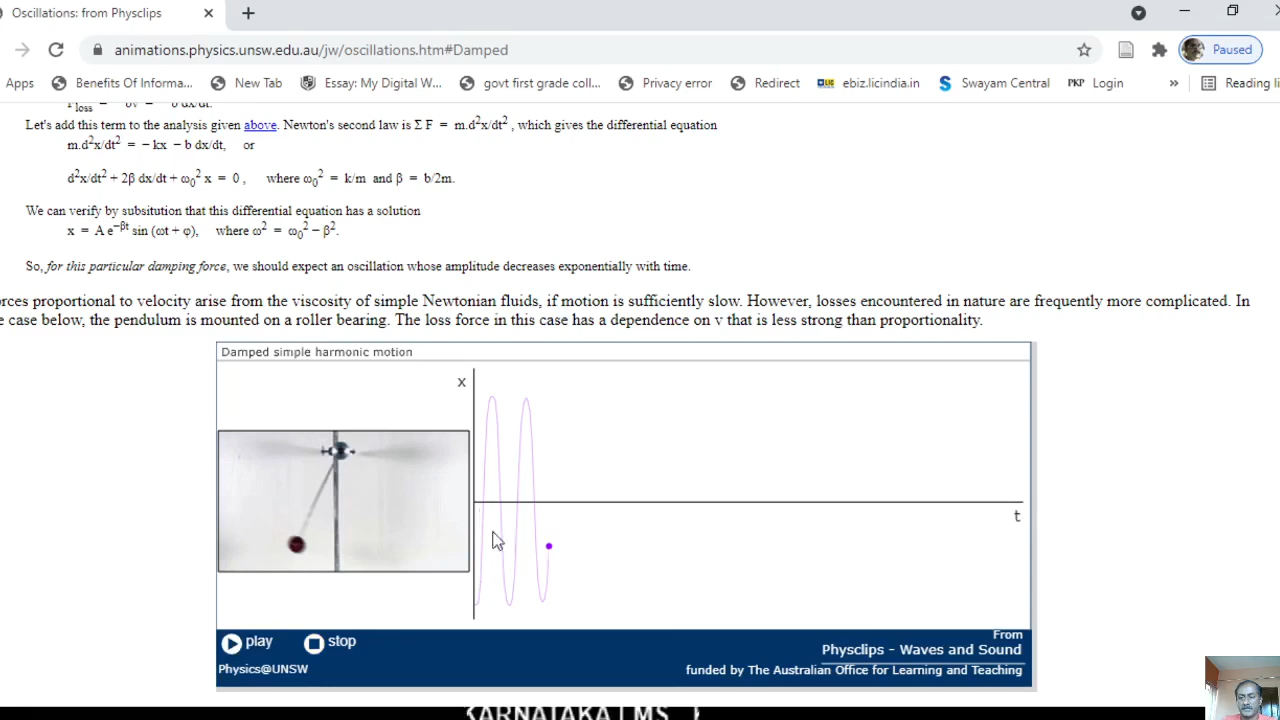 Oscillations: from Physclips
animations.physics.unsw.edu.au/jw/oscillations.htm#Damped
Paused
Apps
Benefits Of Informa...
New Tab
Essay: My Digital W...
govt first grade coll...
Privacy error
Redirect
LIC ebiz.licindia.in
Swayam Central
PKP Login
»
Reading li
F_loss = − bv = − b dx/dt.
Let's add this term to the analysis given above. Newton's second law is Σ F = m.d²x/dt² , which gives the differential equation
m.d²x/dt² = − kx − b dx/dt, or
d²x/dt² + 2β dx/dt + ω₀² x = 0 , where ω₀² = k/m and β = b/2m.
We can verify by subsitution that this differential equation has a solution
x = A e^−βt sin (ωt + φ), where ω² = ω₀² − β².
So, for this particular damping force, we should expect an oscillation whose amplitude decreases exponentially with time.
orces proportional to velocity arise from the viscosity of simple Newtonian fluids, if motion is sufficiently slow. However, losses encountered in nature are frequently more complicated. In
e case below, the pendulum is mounted on a roller bearing. The loss force in this case has a dependence on v that is less strong than proportionality.
Damped simple harmonic motion
x
t
play
stop
Physics@UNSW
From
Physclips - Waves and Sound
funded by The Australian Office for Learning and Teaching